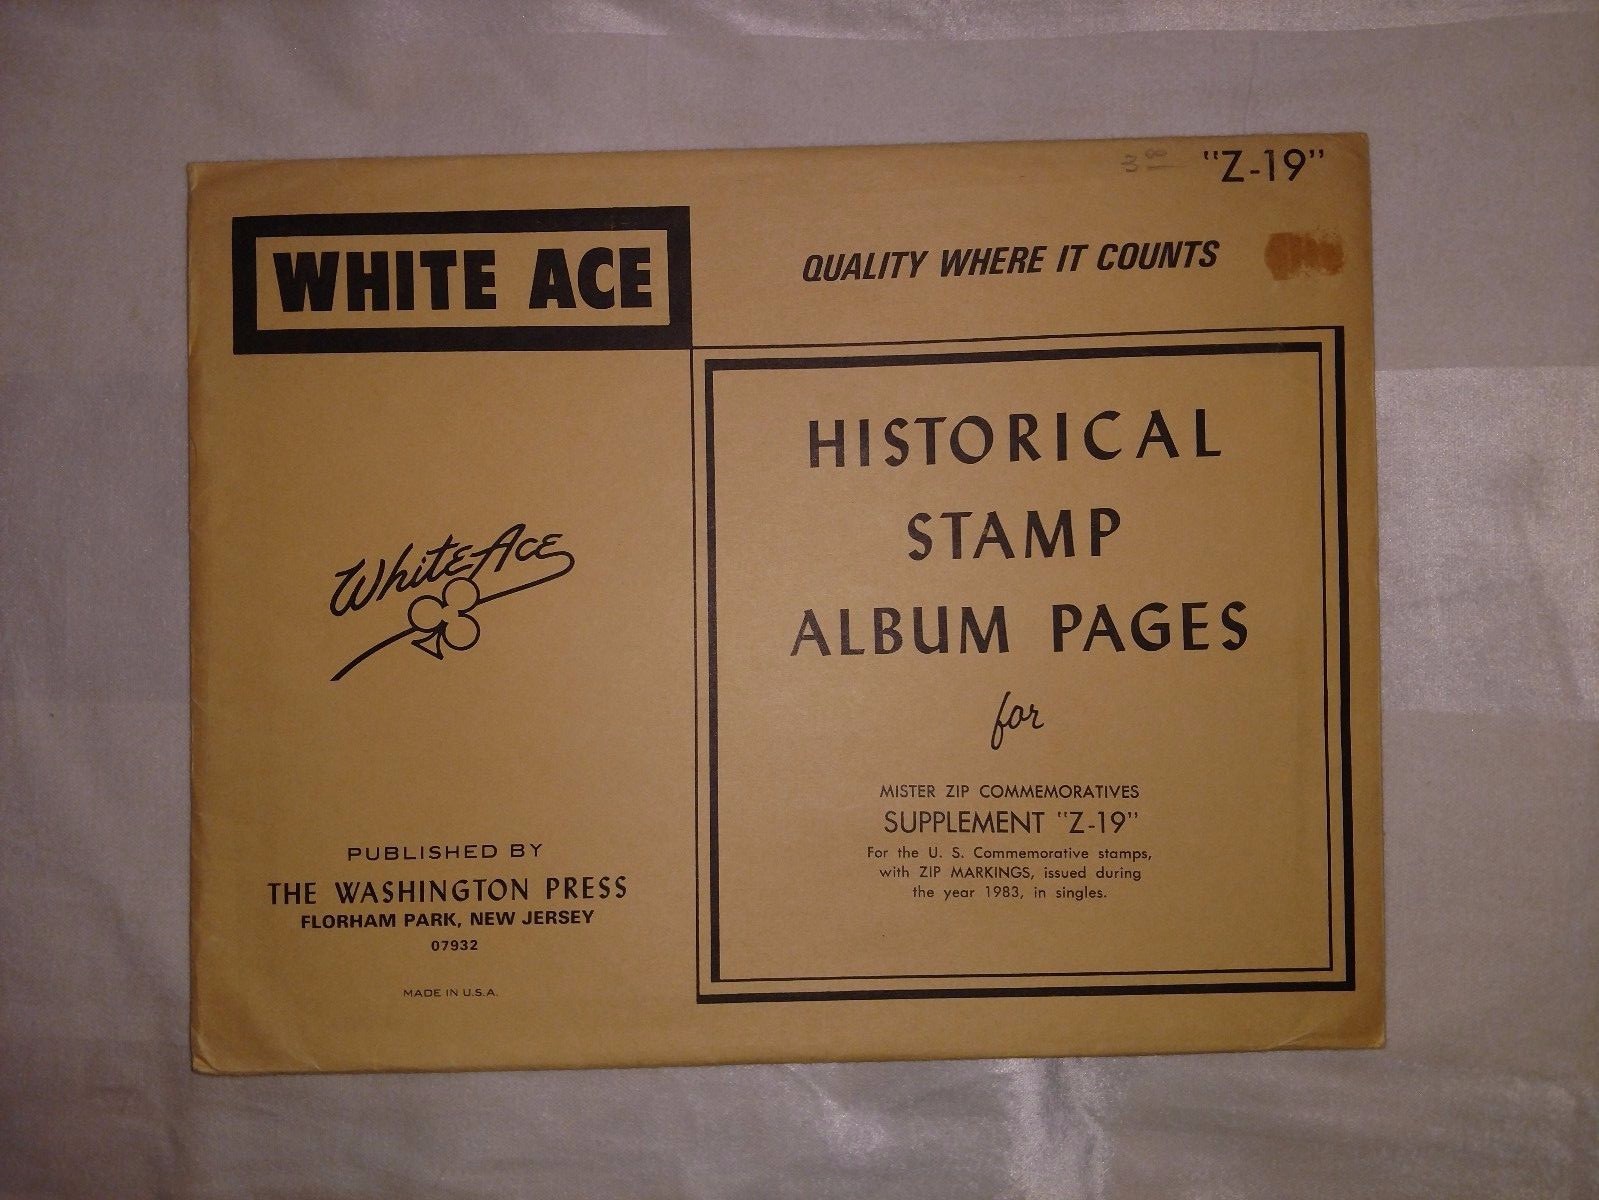 3.00 "Z-19"
WHITE ACE
QUALITY WHERE IT COUNTS
White Ace
PUBLISHED BY
THE WASHINGTON PRESS
FLORHAM PARK, NEW JERSEY
07932
MADE IN U.S.A.
HISTORICAL
STAMP
ALBUM PAGES
for
MISTER ZIP COMMEMORATIVES
SUPPLEMENT "Z-19"
For the U. S. Commemorative stamps,
with ZIP MARKINGS, issued during
the year 1983, in singles.